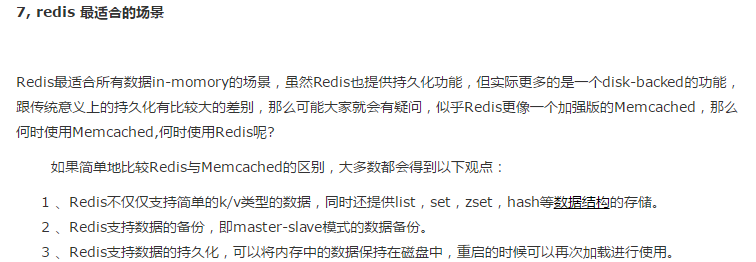 7, redis 最适合的场景
Redis最适合所有数据in-momory的场景，虽然Redis也提供持久化功能，但实际更多的是一个disk-backed的功能，
跟传统意义上的持久化有比较大的差别，那么可能大家就会有疑问，似乎Redis更像一个加强版的Memcached，那么
何时使用Memcached,何时使用Redis呢?
如果简单地比较Redis与Memcached的区别，大多数都会得到以下观点：
1 、Redis不仅仅支持简单的k/v类型的数据，同时还提供list，set，zset，hash等数据结构的存储。
2 、Redis支持数据的备份，即master-slave模式的数据备份。
3 、Redis支持数据的持久化，可以将内存中的数据保持在磁盘中，重启的时候可以再次加载进行使用。